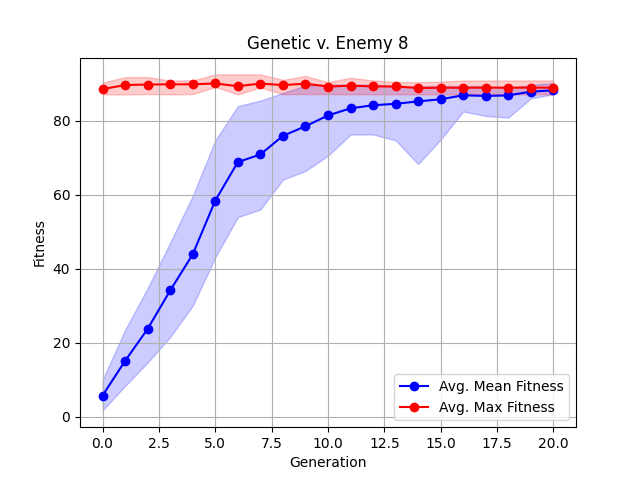 Genetic v. Enemy 8
Fitness
80
60
40
20
0
0.0 2.5 5.0 7.5 10.0 12.5 15.0 17.5 20.0
Generation
Avg. Mean Fitness
Avg. Max Fitness